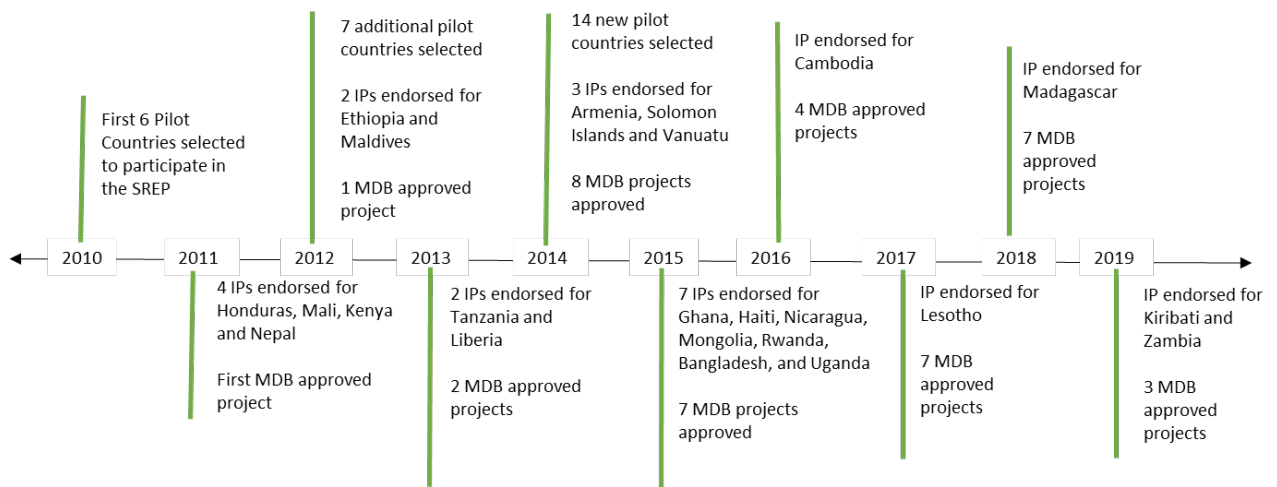 2010
First 6 Pilot
Countries selected
to participate in
the SREP
2011
4 IPs endorsed for
Honduras, Mali, Kenya
and Nepal
First MDB approved
project
2012
7 additional pilot
countries selected
2 IPs endorsed for
Ethiopia and
Maldives
1 MDB approved
project
2013
2 IPs endorsed for
Tanzania and
Liberia
2 MDB approved
projects
2014
14 new pilot
countries selected
3 IPs endorsed for
Armenia, Solomon
Islands and Vanuatu
8 MDB projects
approved
2015
7 IPs endorsed for
Ghana, Haiti, Nicaragua,
Mongolia, Rwanda,
Bangladesh, and Uganda
7 MDB projects
approved
2016
IP endorsed for
Cambodia
4 MDB approved
projects
2017
IP endorsed for
Lesotho
7 MDB
approved
projects
2018
IP endorsed for
Madagascar
7 MDB
approved
projects
2019
IP endorsed for
Kiribati and
Zambia
3 MDB
approved
projects